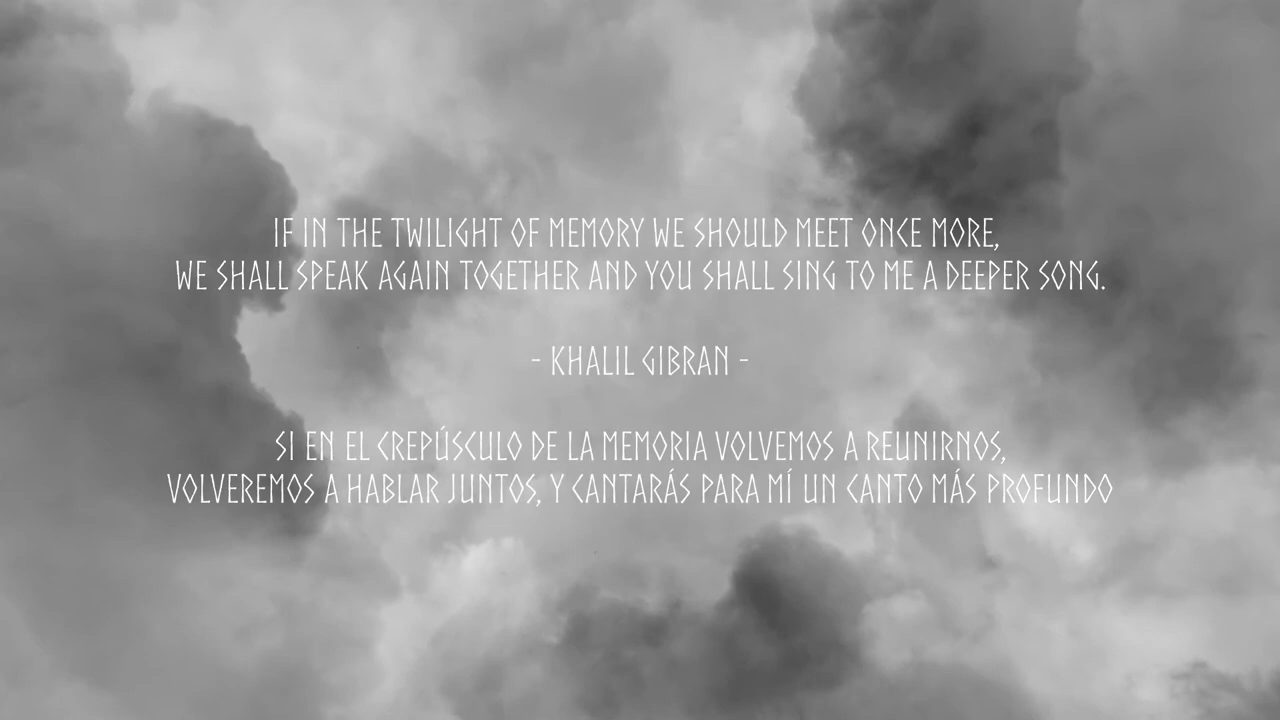 IF IN THE TWILIGHT OF MEMORY WE SHOULD MEET ONCE MORE,
WE SHALL SPEAK AGAIN TOGETHER AND YOU SHALL SING TO ME A DEEPER SONG.
- KHALIL GIBRAN -
SI EN EL CREPÚSCULO DE LA MEMORIA VOLVEMOS A REUNIRNOS,
VOLVEREMOS A HABLAR JUNTOS, Y CANTARÁS PARA MÍ UN CANTO MÁS PROFUNDO